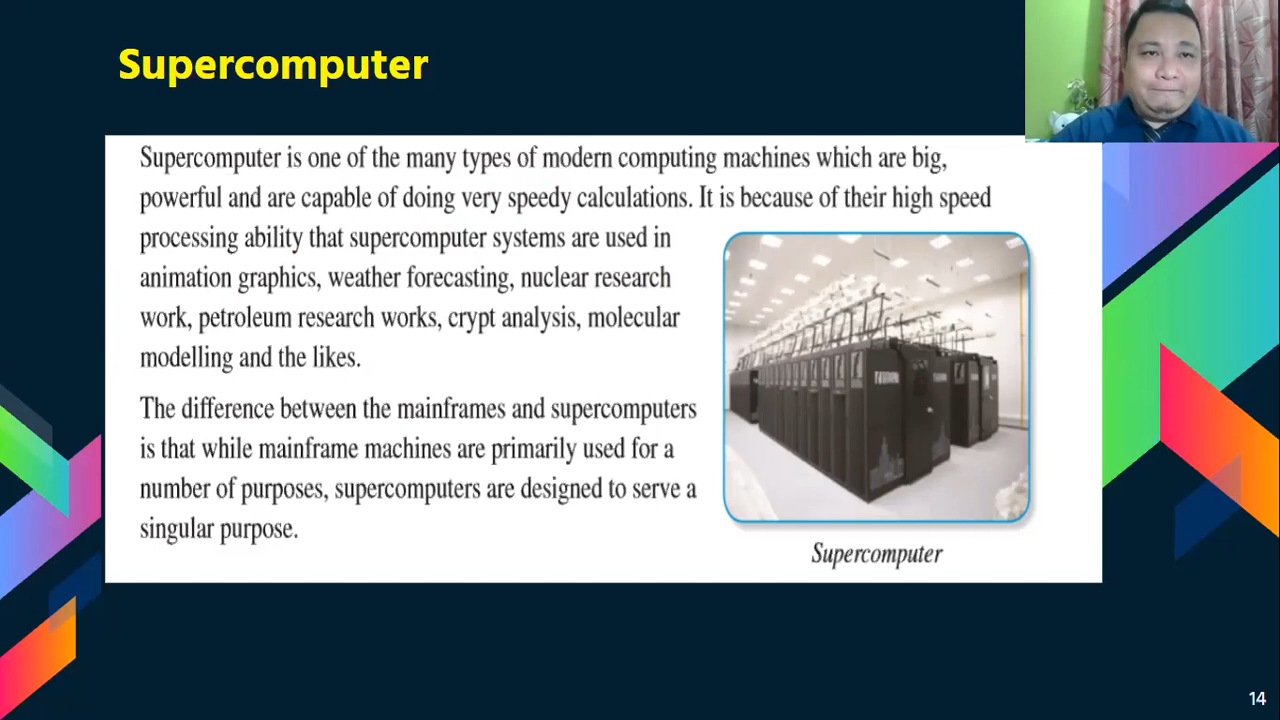 Supercomputer
Supercomputer is one of the many types of modern computing machines which are big,
powerful and are capable of doing very speedy calculations. It is because of their high speed
processing ability that supercomputer systems are used in
animation graphics, weather forecasting, nuclear research
work, petroleum research works, crypt analysis, molecular
modelling and the likes.
The difference between the mainframes and supercomputers
is that while mainframe machines are primarily used for a
number of purposes, supercomputers are designed to serve a
singular purpose.
Supercomputer
14